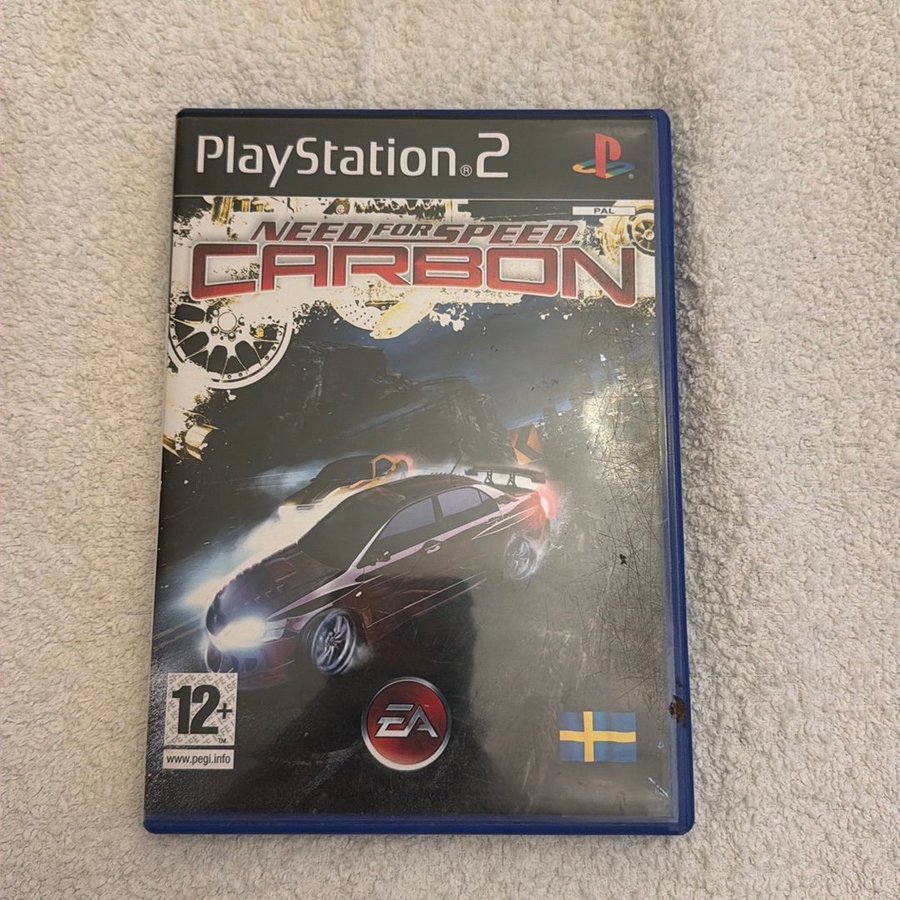 PlayStation®2
PAL
NEED FOR SPEED
CARBON
12+
www.pegi.info
EA